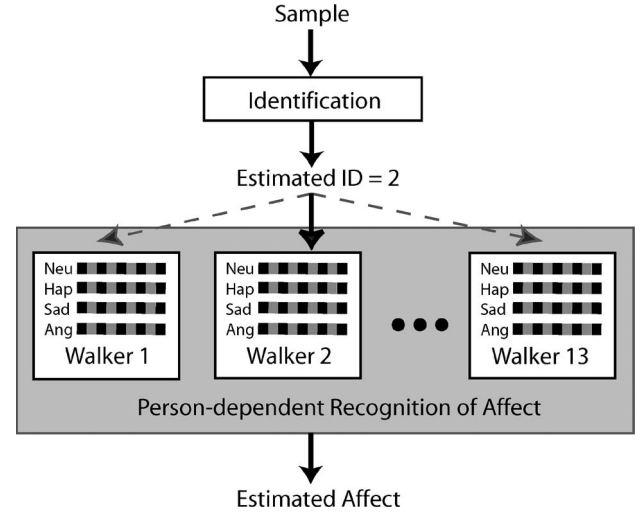 Sample
Identification
Estimated ID = 2
Neu
Hap
Sad
Ang
Walker 1
Neu
Hap
Sad
Ang
Walker 2
Neu
Hap
Sad
Ang
Walker 13
Person-dependent Recognition of Affect
Estimated Affect